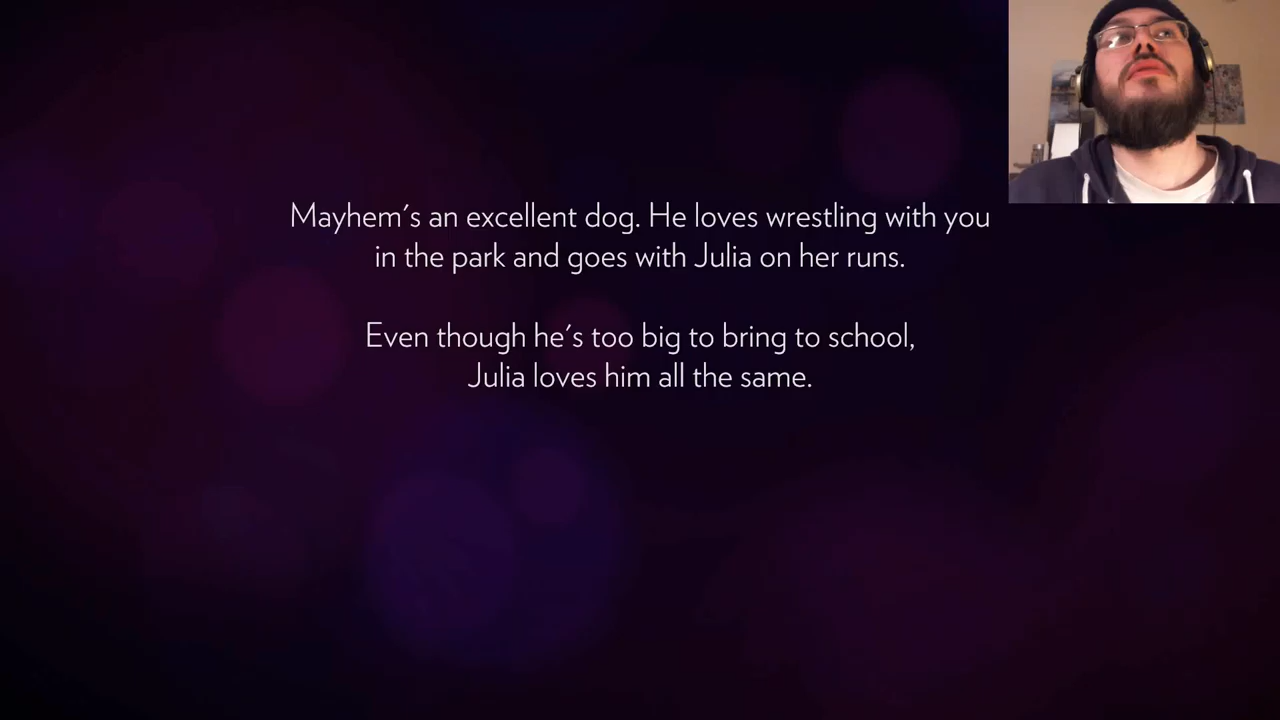 Mayhem's an excellent dog. He loves wrestling with you
in the park and goes with Julia on her runs.
Even though he's too big to bring to school,
Julia loves him all the same.